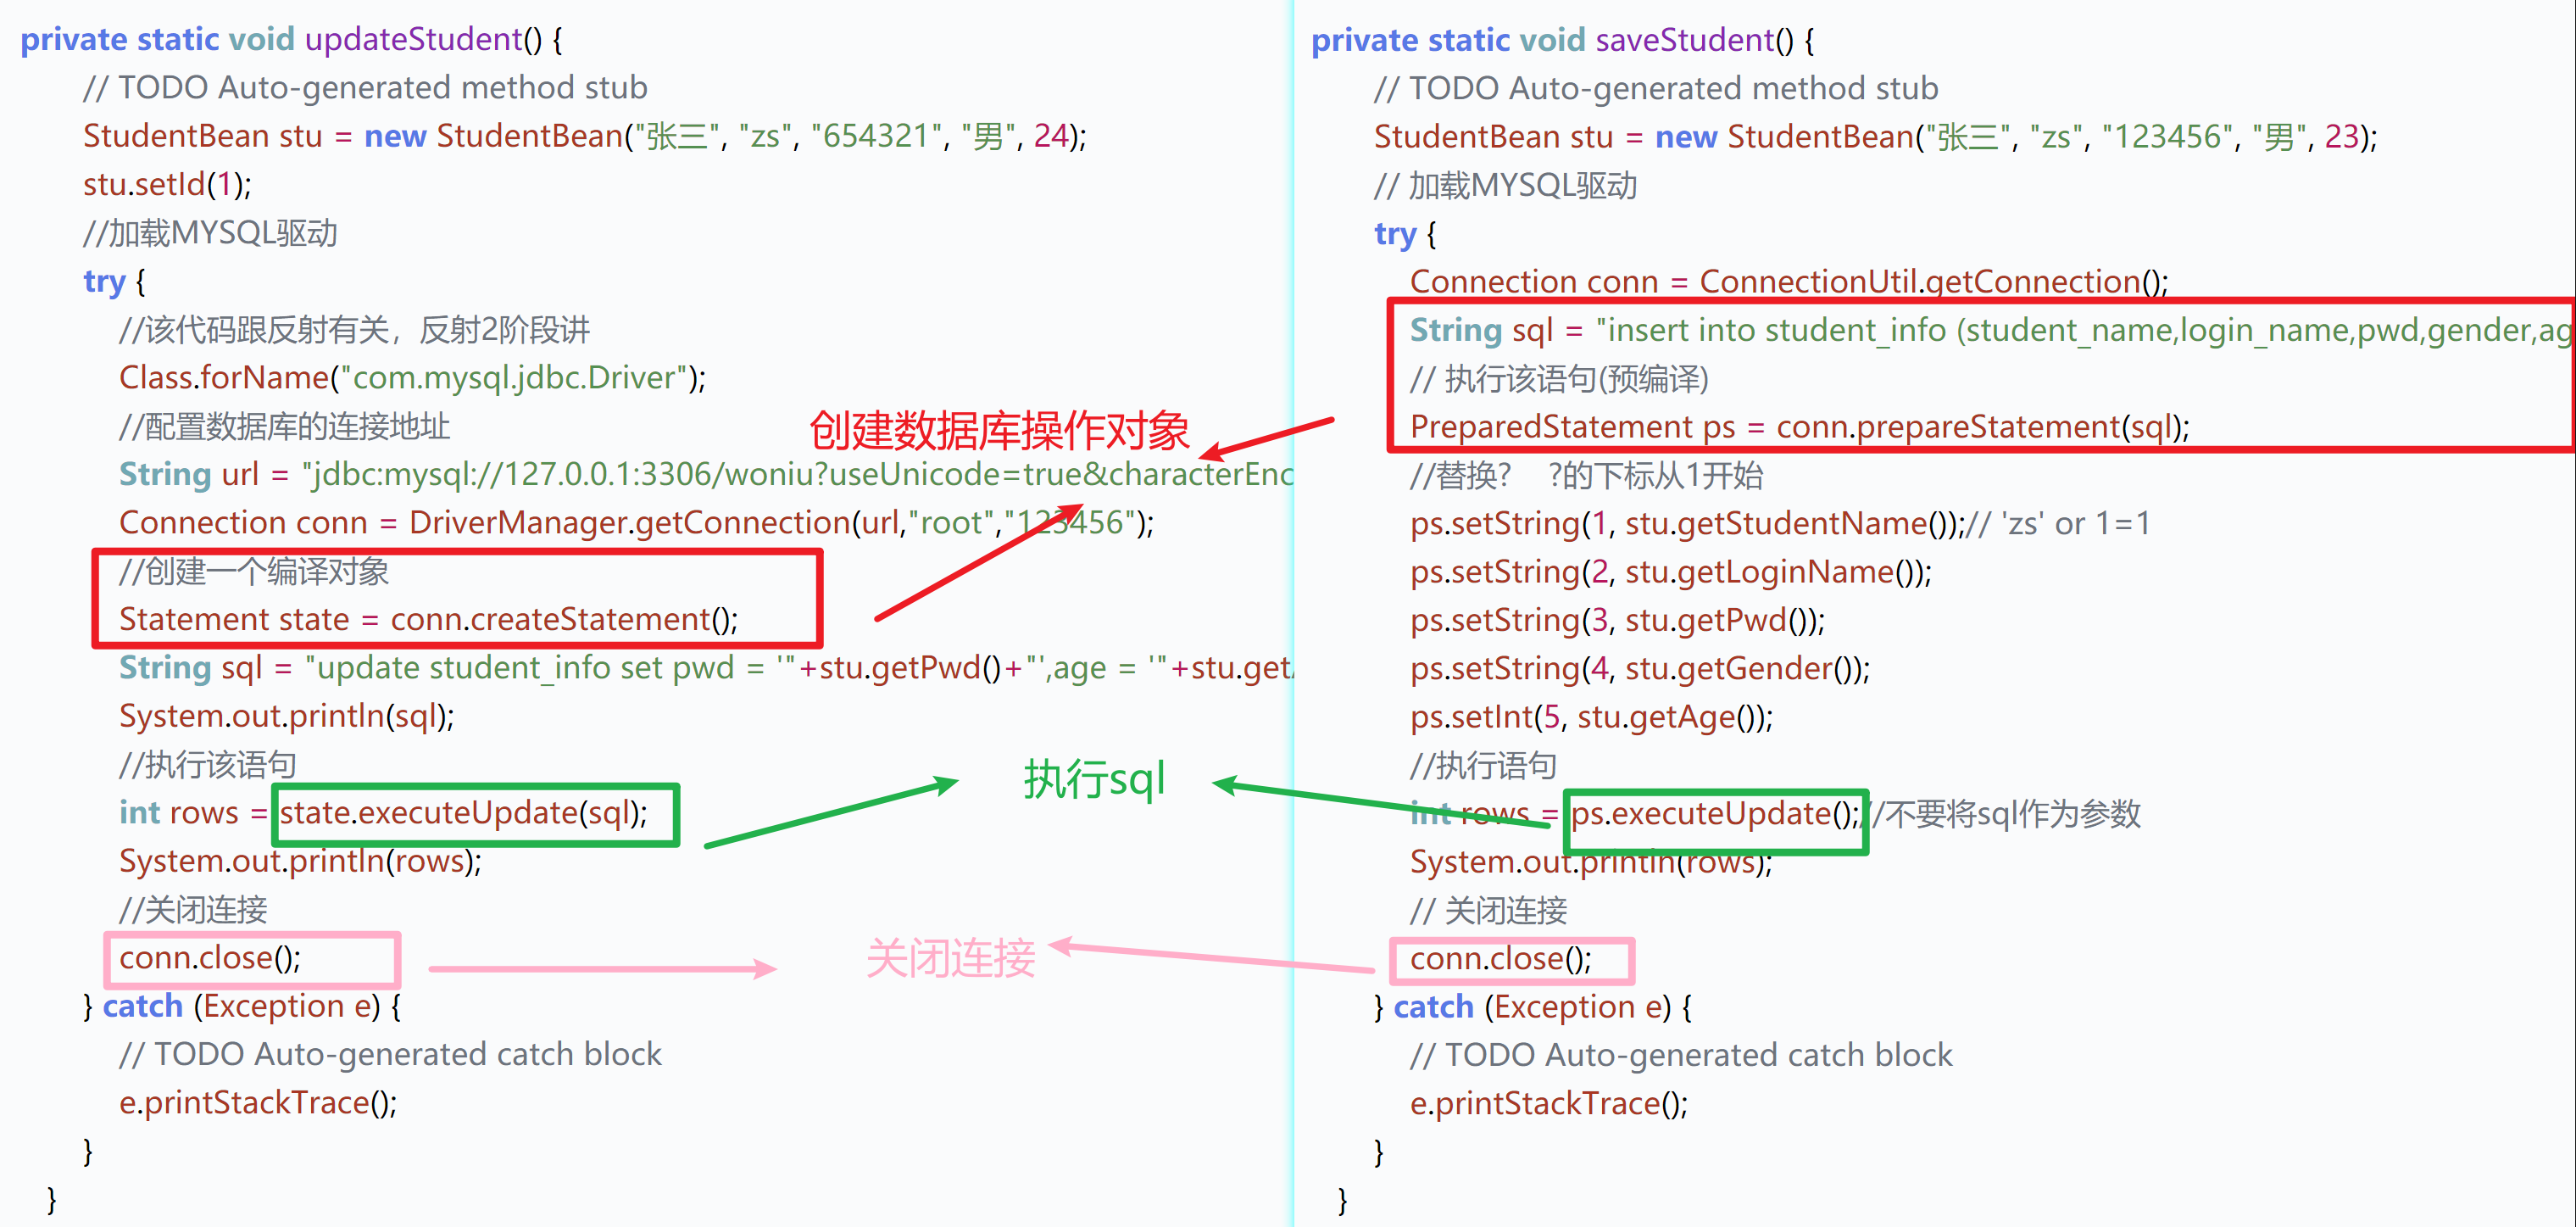 private static void updateStudent() {
// TODO Auto-generated method stub
StudentBean stu = new StudentBean("张三", "zs", "654321", "男", 24);
stu.setId(1);
//加载MYSQL驱动
try {
//该代码跟反射有关，反射2阶段讲
Class.forName("com.mysql.jdbc.Driver");
//配置数据库的连接地址
String url = "jdbc:mysql://127.0.0.1:3306/woniu?useUnicode=true&characterEnc
Connection conn = DriverManager.getConnection(url,"root","123456");
//创建一个编译对象
Statement state = conn.createStatement();
String sql = "update student_info set pwd = '"+stu.getPwd()+"',age = '"+stu.get
System.out.println(sql);
//执行该语句
int rows = state.executeUpdate(sql);
System.out.println(rows);
//关闭连接
conn.close();
} catch (Exception e) {
// TODO Auto-generated catch block
e.printStackTrace();
}
}
创建数据库操作对象
执行sql
关闭连接
private static void saveStudent() {
// TODO Auto-generated method stub
StudentBean stu = new StudentBean("张三", "zs", "123456", "男", 23);
// 加载MYSQL驱动
try {
Connection conn = ConnectionUtil.getConnection();
String sql = "insert into student_info (student_name,login_name,pwd,gender,ag
// 执行该语句(预编译)
PreparedStatement ps = conn.prepareStatement(sql);
//替换? ?的下标从1开始
ps.setString(1, stu.getStudentName());// 'zs' or 1=1
ps.setString(2, stu.getLoginName());
ps.setString(3, stu.getPwd());
ps.setString(4, stu.getGender());
ps.setInt(5, stu.getAge());
//执行语句
int rows = ps.executeUpdate();//不要将sql作为参数
System.out.println(rows);
// 关闭连接
conn.close();
} catch (Exception e) {
// TODO Auto-generated catch block
e.printStackTrace();
}
}